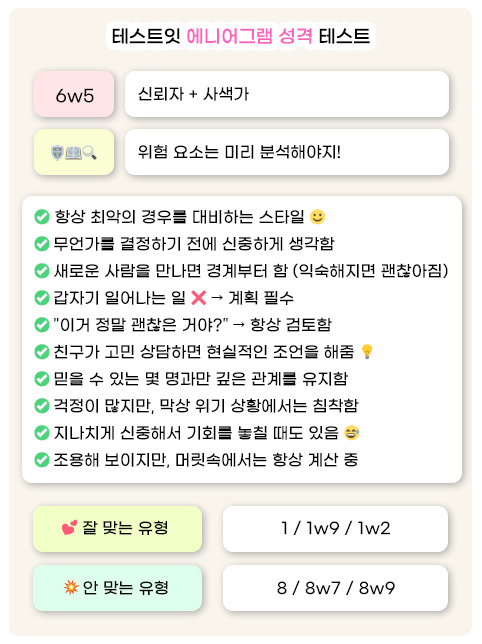 테스트잇 에니어그램 성격 테스트
6w5
신뢰자 + 사색가
위험 요소는 미리 분석해야지!
항상 최악의 경우를 대비하는 스타일
무언가를 결정하기 전에 신중하게 생각함
새로운 사람을 만나면 경계부터 함 (익숙해지면 괜찮아짐)
갑자기 일어나는 일 ❌ → 계획 필수
"이거 정말 괜찮은 거야?" → 항상 검토함
친구가 고민 상담하면 현실적인 조언을 해줌
믿을 수 있는 몇 명과만 깊은 관계를 유지함
걱정이 많지만, 막상 위기 상황에서는 침착함
지나치게 신중해서 기회를 놓칠 때도 있음
조용해 보이지만, 머릿속에서는 항상 계산 중
잘 맞는 유형
1 / 1w9 / 1w2
안 맞는 유형
8 / 8w7 / 8w9